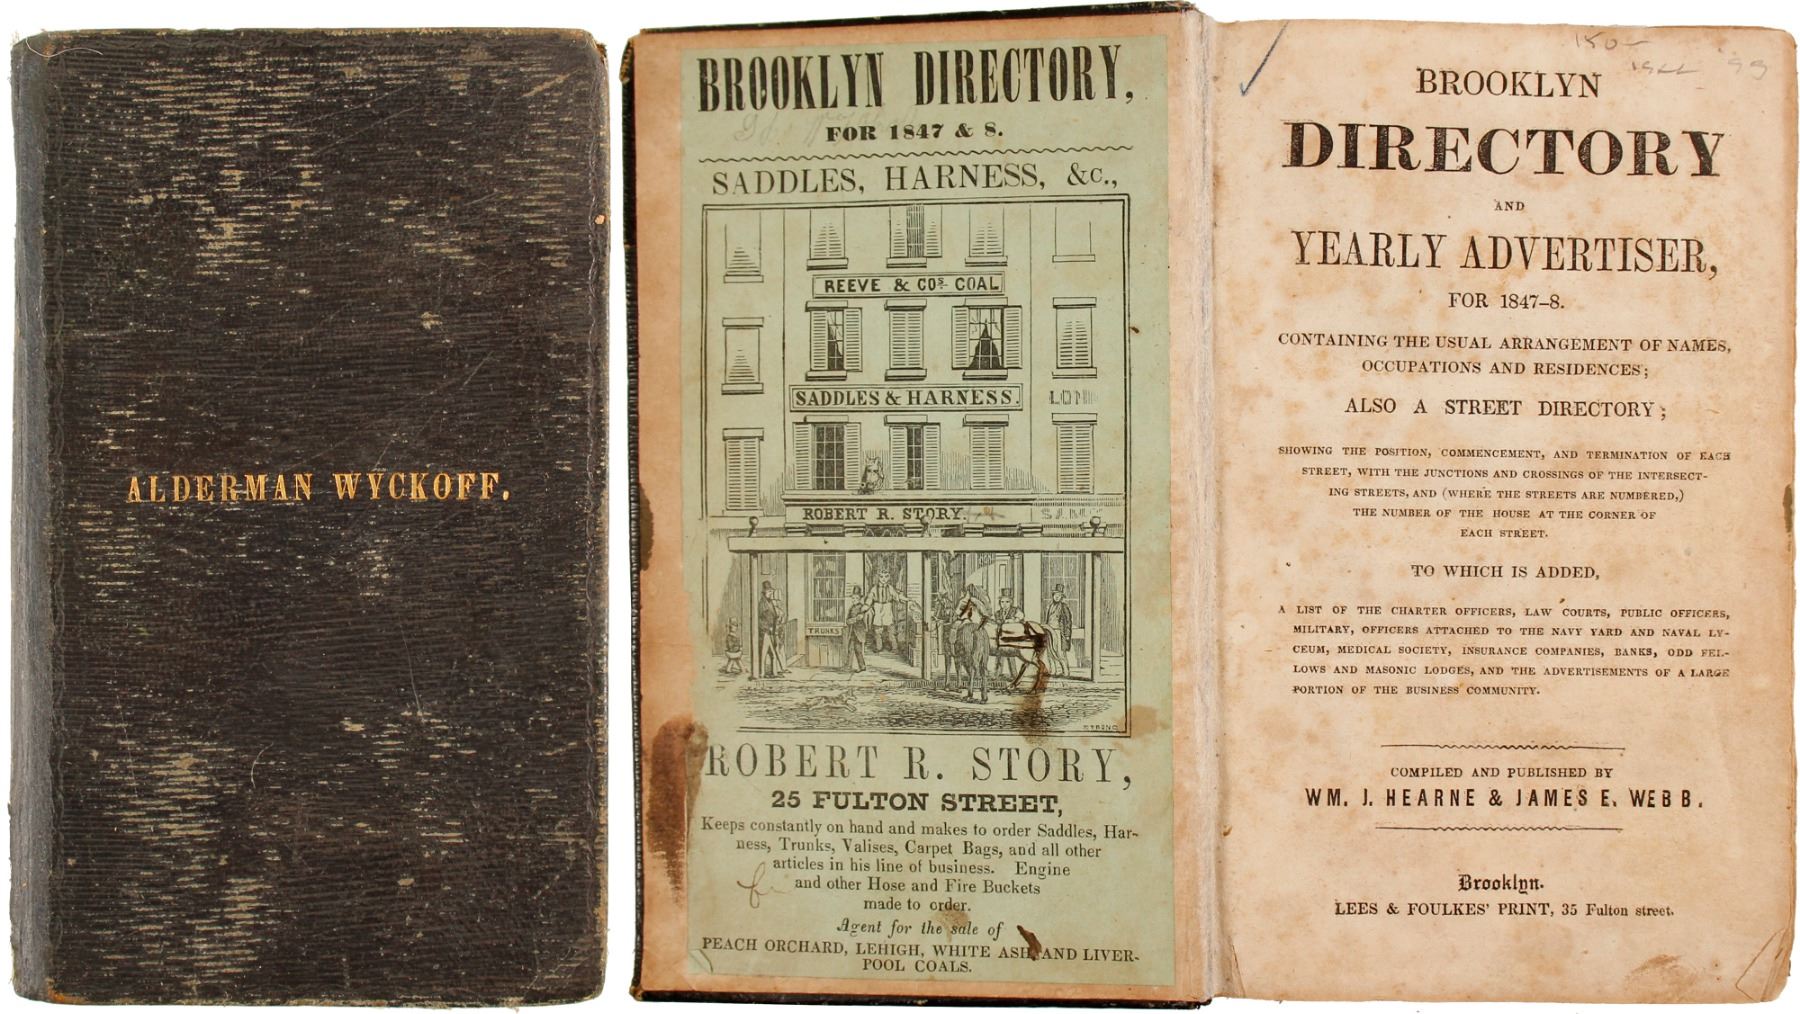 ALDERMAN WYCKOFF.
BROOKLYN DIRECTORY,
FOR 1847 & 8.
SADDLES, HARNESS, &c.,
REEVE & COS COAL
SADDLES & HARNESS.
ROBERT R. STORY.
TRUNKS
STRONG
ROBERT R. STORY,
25 FULTON STREET,
Keeps constantly on hand and makes to order Saddles, Har-
ness, Trunks, Valises, Carpet Bags, and all other
articles in his line of business. Engine
and other Hose and Fire Buckets
made to order.
Agent for the sale of
PEACH ORCHARD, LEHIGH, WHITE ASH, AND LIVER-
POOL COALS.
BROOKLYN
DIRECTORY
AND
YEARLY ADVERTISER,
FOR 1847-8.
CONTAINING THE USUAL ARRANGEMENT OF NAMES,
OCCUPATIONS AND RESIDENCES;
ALSO A STREET DIRECTORY;
SHOWING THE POSITION, COMMENCEMENT, AND TERMINATION OF EACH
STREET, WITH THE JUNCTIONS AND CROSSINGS OF THE INTERSECT-
ING STREETS, AND (WHERE THE STREETS ARE NUMBERED,)
THE NUMBER OF THE HOUSE AT THE CORNER OF
EACH STREET.
TO WHICH IS ADDED,
A LIST OF THE CHARTER OFFICERS, LAW COURTS, PUBLIC OFFICERS,
MILITARY, OFFICERS ATTACHED TO THE NAVY YARD AND NAVAL LY-
CEUM, MEDICAL SOCIETY, INSURANCE COMPANIES, BANKS, ODD FEL-
LOWS AND MASONIC LODGES, AND THE ADVERTISEMENTS OF A LARGE
PORTION OF THE BUSINESS COMMUNITY.
COMPILED AND PUBLISHED BY
WM. J. HEARNE & JAMES E. WEBB.
Brooklyn.
LEES & FOULKES' PRINT, 35 Fulton street.